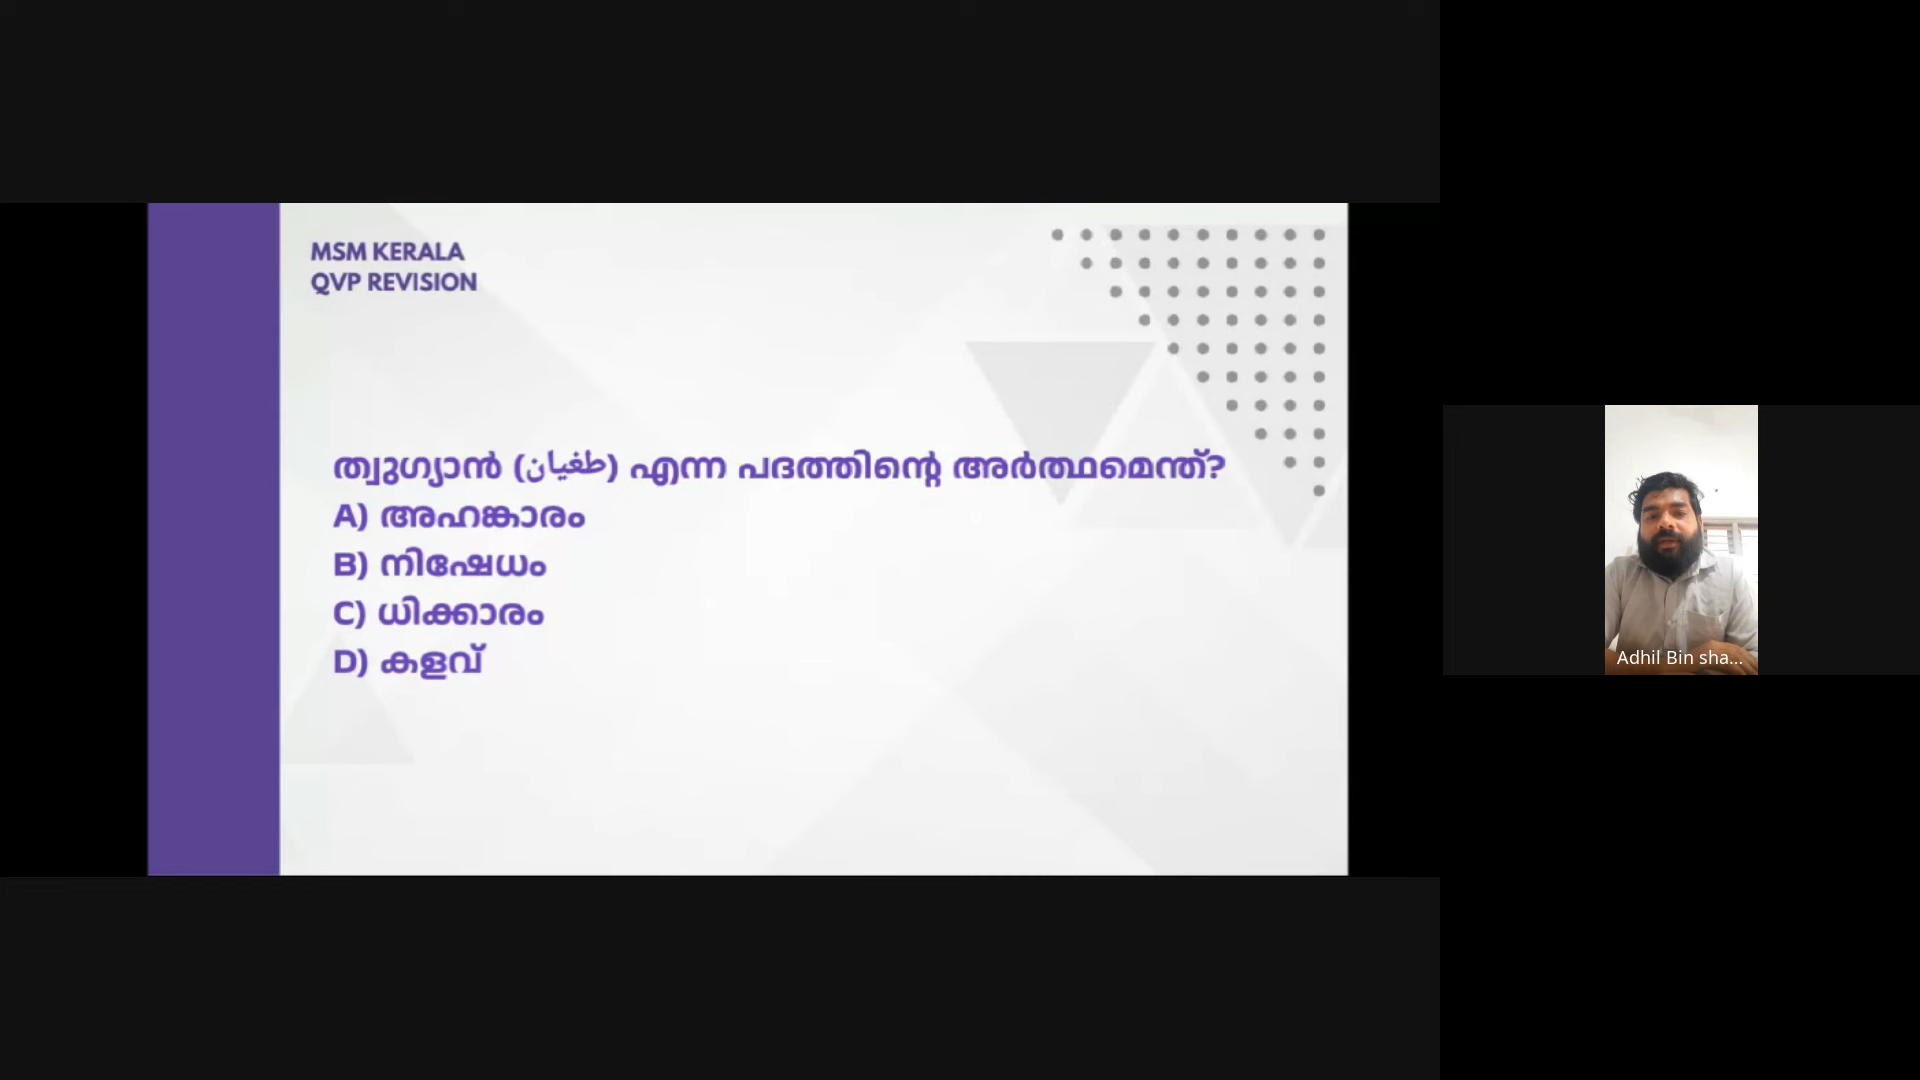 MSM KERALA
QVP REVISION
ത്വുഗ്യാൻ (طغيان) എന്ന പദത്തിന്റെ അർത്ഥമെന്ത്?
A) അഹങ്കാരം
B) നിഷേധം
C) ധിക്കാരം
D) കളവ്
Adhil Bin sha...